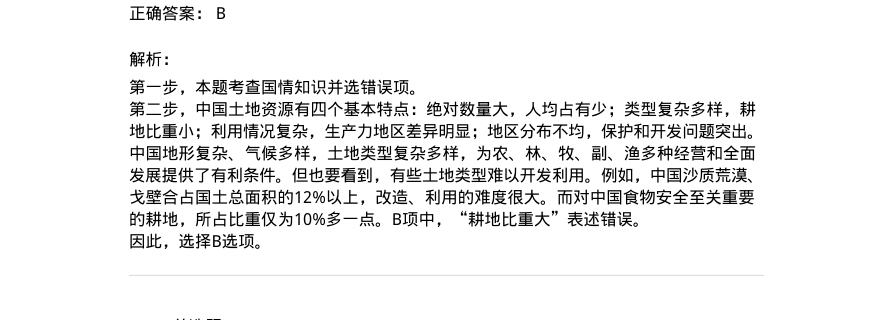 正确答案： B
解析：
第一步，本题考查国情知识并选错误项。
第二步，中国土地资源有四个基本特点：绝对数量大，人均占有少；类型复杂多样，耕
地比重小；利用情况复杂，生产力地区差异明显；地区分布不均，保护和开发问题突出。
中国地形复杂、气候多样，土地类型复杂多样，为农、林、牧、副、渔多种经营和全面
发展提供了有利条件。但也要看到，有些土地类型难以开发利用。例如，中国沙质荒漠、
戈壁合占国土总面积的12%以上，改造、利用的难度很大。而对中国食物安全至关重要
的耕地，所占比重仅为10%多一点。B项中，“耕地比重大”表述错误。
因此，选择B选项。